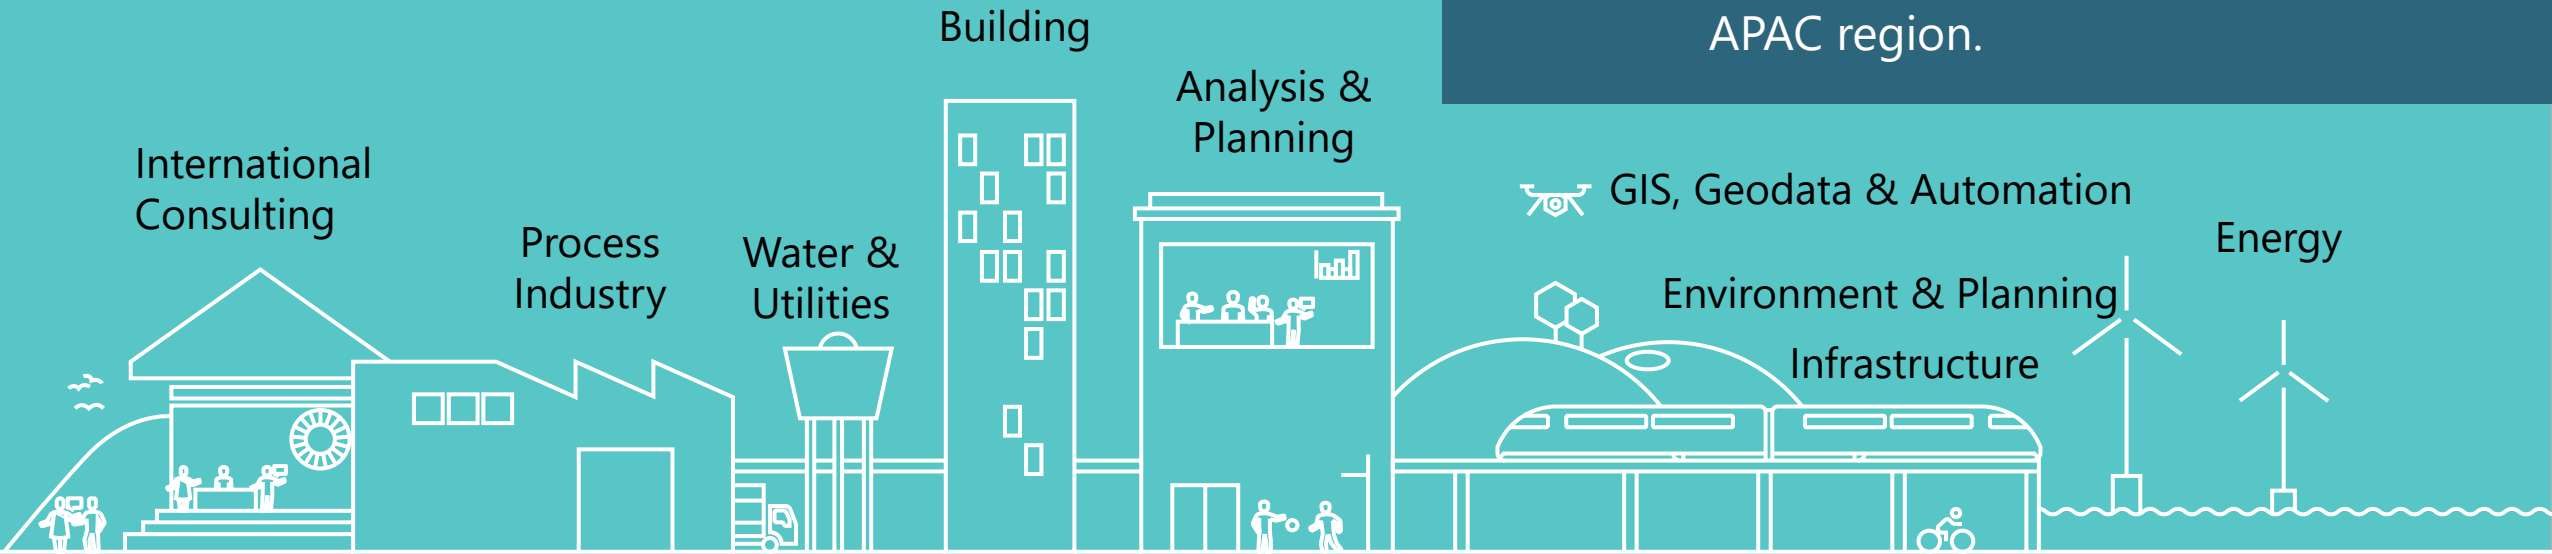 Building
APAC region.
Analysis &
Planning
International
Consulting
GIS, Geodata & Automation
Process
Industry
Water &
Utilities
Energy
Environment & Planning
Infrastructure